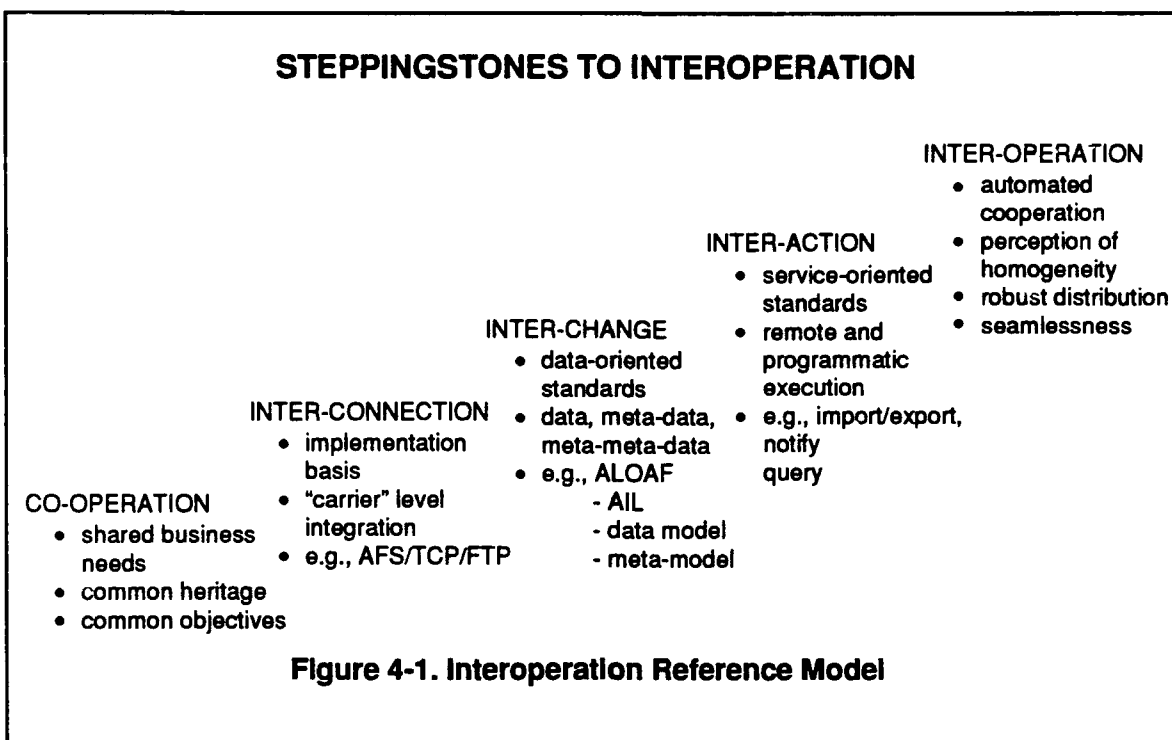 STEPPINGSTONES TO INTEROPERATION
INTER-OPERATION
• automated
cooperation
• perception of
homogeneity
• robust distribution
• seamlessness
INTER-ACTION
• service-oriented
standards
• remote and
programmatic
execution
• e.g., import/export,
notify
query
INTER-CHANGE
• data-oriented
standards
• data, meta-data,
meta-meta-data
• e.g., ALOAF
- AIL
- data model
- meta-model
INTER-CONNECTION
• implementation
basis
• "carrier" level
integration
• e.g., AFS/TCP/FTP
CO-OPERATION
• shared business
needs
• common heritage
• common objectives
Figure 4-1. Interoperation Reference Model